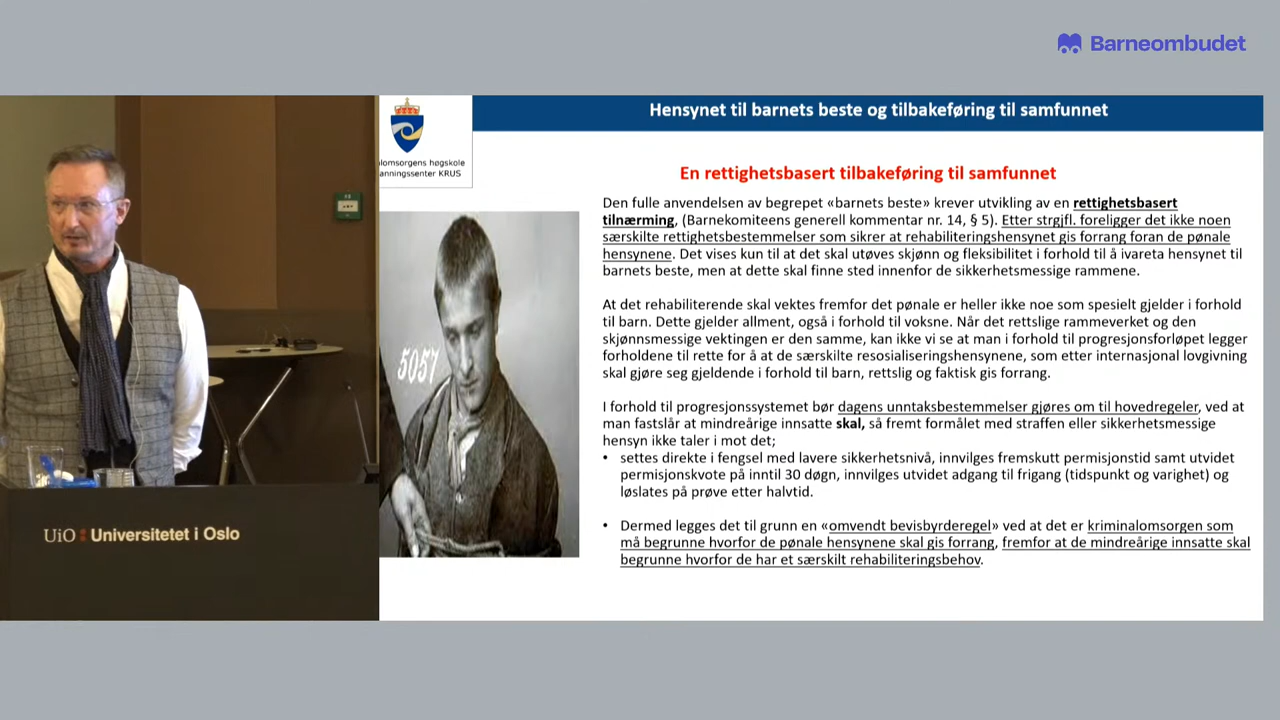 Barneombudet
Hensynet til barnets beste og tilbakeføring til samfunnet
lomsorgens høgskole
anningssenter KRUS
En rettighetsbasert tilbakeføring til samfunnet
Den fulle anvendelsen av begrepet «barnets beste» krever utvikling av en rettighetsbasert
tilnærming, (Barnekomiteens generell kommentar nr. 14, § 5). Etter strgjfl. foreligger det ikke noen
særskilte rettighetsbestemmelser som sikrer at rehabiliteringshensynet gis forrang foran de pønale
hensynene. Det vises kun til at det skal utøves skjønn og fleksibilitet i forhold til å ivareta hensynet til
barnets beste, men at dette skal finne sted innenfor de sikkerhetsmessige rammene.
At det rehabiliterende skal vektes fremfor det pønale er heller ikke noe som spesielt gjelder i forhold
til barn. Dette gjelder allment, også i forhold til voksne. Når det rettslige rammeverket og den
skjønnsmessige vektingen er den samme, kan ikke vi se at man i forhold til progresjonsforløpet legger
forholdene til rette for å at de særskilte resosialiseringshensynene, som etter internasjonal lovgivning
skal gjøre seg gjeldende i forhold til barn, rettslig og faktisk gis forrang.
I forhold til progresjonssystemet bør dagens unntaksbestemmelser gjøres om til hovedregeler, ved at
man fastslår at mindreårige innsatte skal, så fremt formålet med straffen eller sikkerhetsmessige
hensyn ikke taler i mot det;
• settes direkte i fengsel med lavere sikkerhetsnivå, innvilges fremskutt permisjonstid samt utvidet
permisjonskvote på inntil 30 døgn, innvilges utvidet adgang til frigang (tidspunkt og varighet) og
løslates på prøve etter halvtid.
• Dermed legges det til grunn en «omvendt bevisbyrderegel» ved at det er kriminalomsorgen som
må begrunne hvorfor de pønale hensynene skal gis forrang, fremfor at de mindreårige innsatte skal
begrunne hvorfor de har et særskilt rehabiliteringsbehov.
5057
UiO Universitetet i Oslo